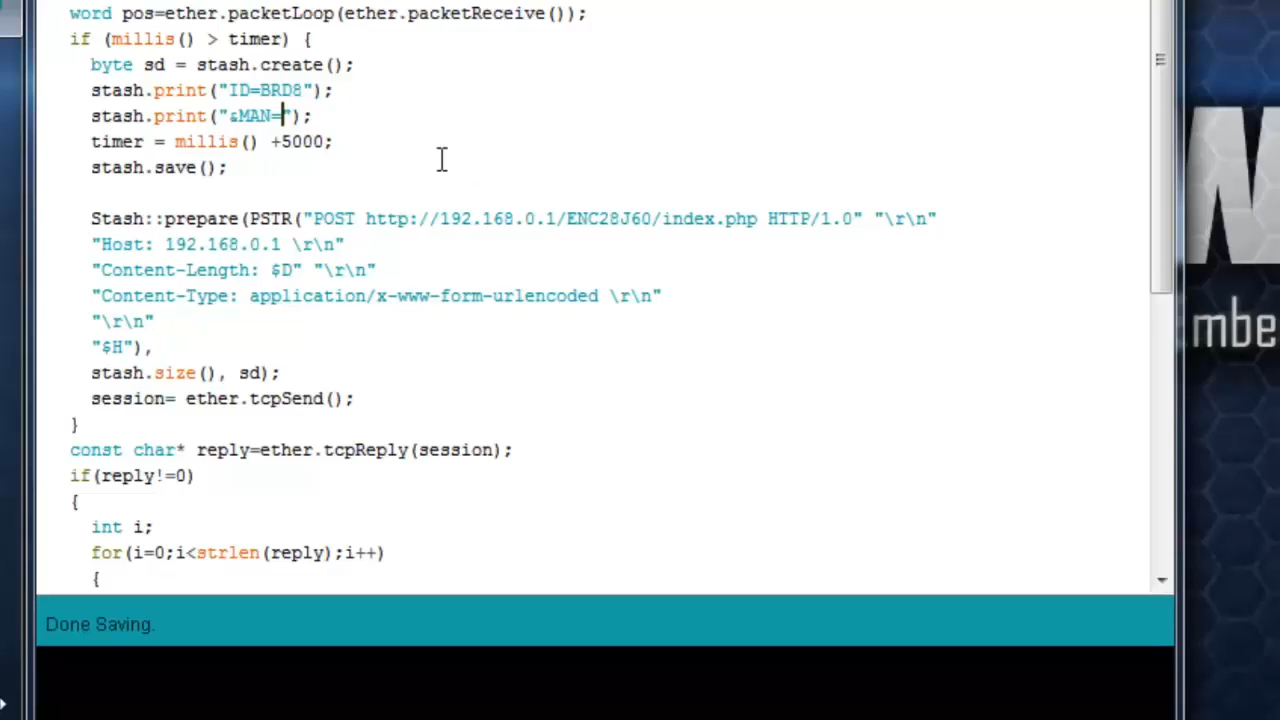 word pos=ether.packetLoop(ether.packetReceive());
if (millis() > timer) {
byte sd = stash.create();
stash.print("ID=BRD8");
stash.print("&MAN=");
timer = millis() +5000;
stash.save();
Stash::prepare(PSTR("POST http://192.168.0.1/ENC28J60/index.php HTTP/1.0" "\r\n"
"Host: 192.168.0.1 \r\n"
"Content-Length: $D" "\r\n"
"Content-Type: application/x-www-form-urlencoded \r\n"
"\r\n"
"$H"),
stash.size(), sd);
session= ether.tcpSend();
}
const char* reply=ether.tcpReply(session);
if(reply!=0)
{
int i;
for(i=0;i<strlen(reply);i++)
{
Done Saving.
mbe